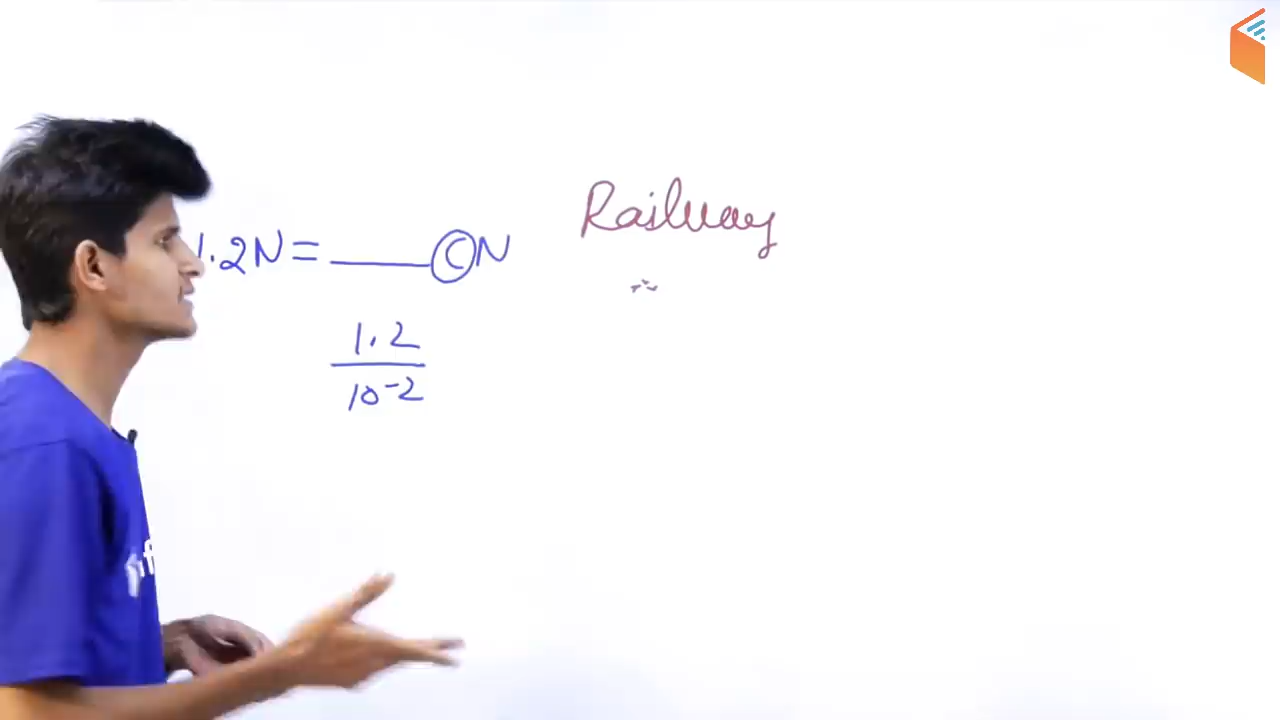 1.2N = ____ cN
Railway
1.2
10⁻²